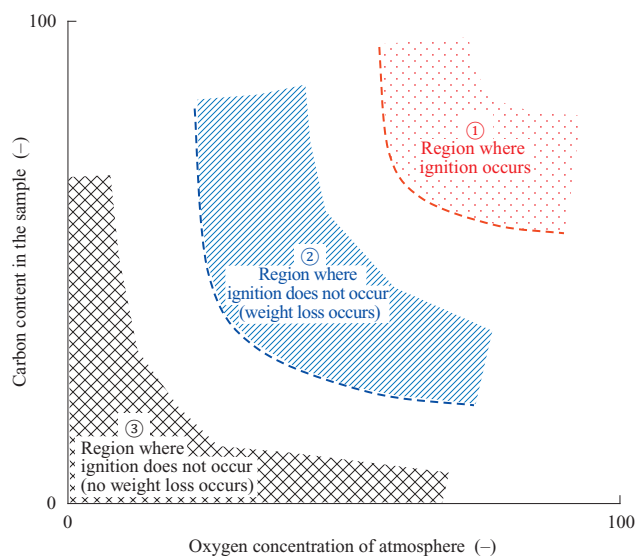 100
①
Region where
ignition occurs
②
Region where
ignition does not occur
(weight loss occurs)
③
Region where
ignition does not occur
(no weight loss occurs)
Carbon content in the sample (–)
0
0
100
Oxygen concentration of atmosphere (–)